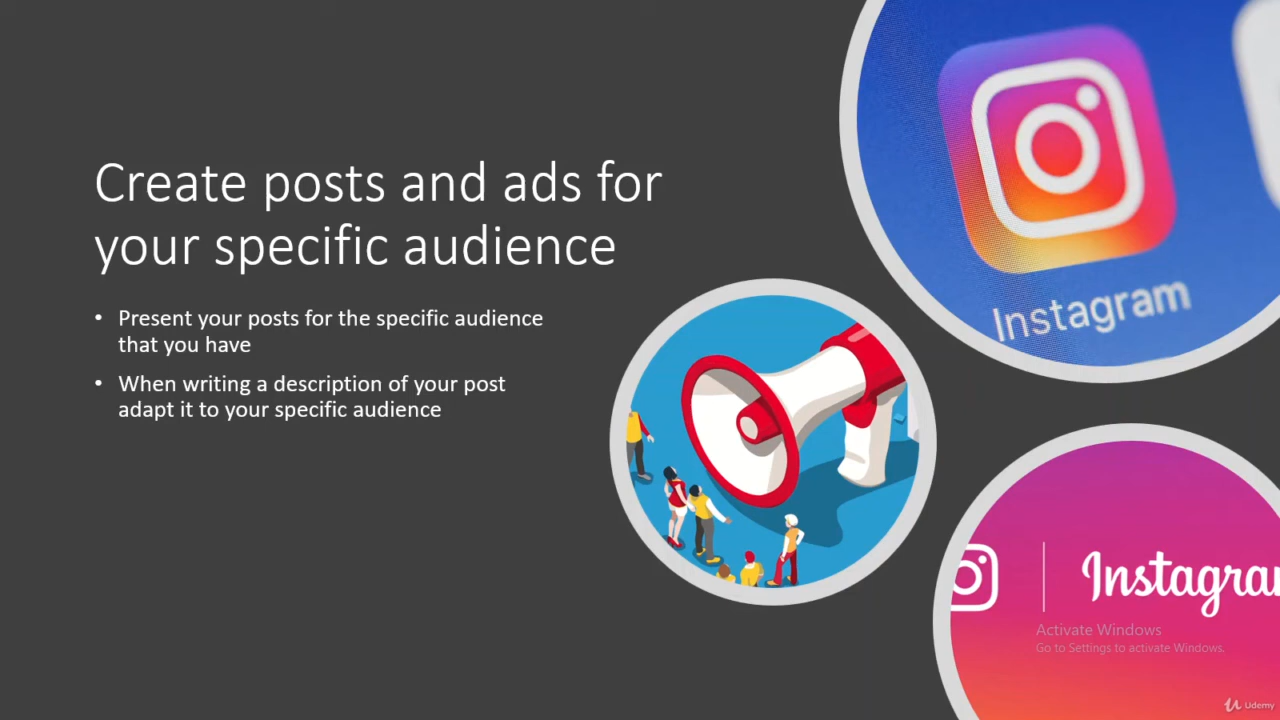 Create posts and ads for
your specific audience
• Present your posts for the specific audience
that you have
• When writing a description of your post
adapt it to your specific audience
Instagram
Instagra
Activate Windows
Go to Settings to activate Windows.
Udemy